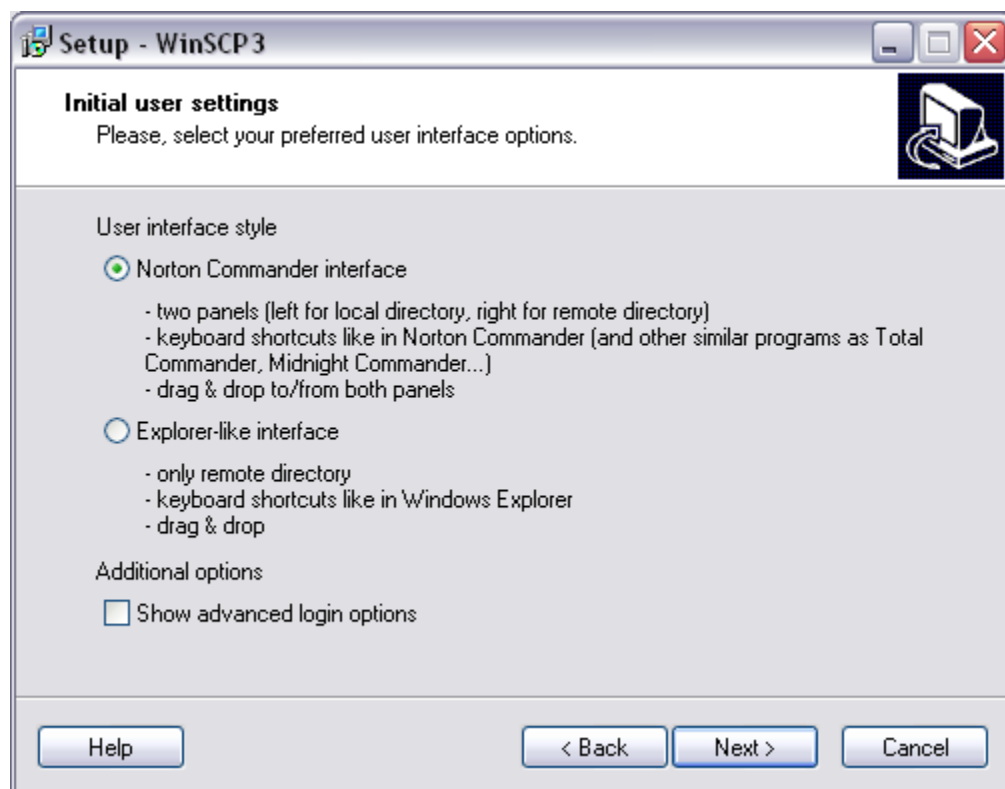 Setup - WinSCP3
Initial user settings
Please, select your preferred user interface options.
User interface style
Norton Commander interface
- two panels (left for local directory, right for remote directory)
- keyboard shortcuts like in Norton Commander (and other similar programs as Total
Commander, Midnight Commander...)
- drag & drop to/from both panels
Explorer-like interface
- only remote directory
- keyboard shortcuts like in Windows Explorer
- drag & drop
Additional options
Show advanced login options
Help
< Back
Next >
Cancel